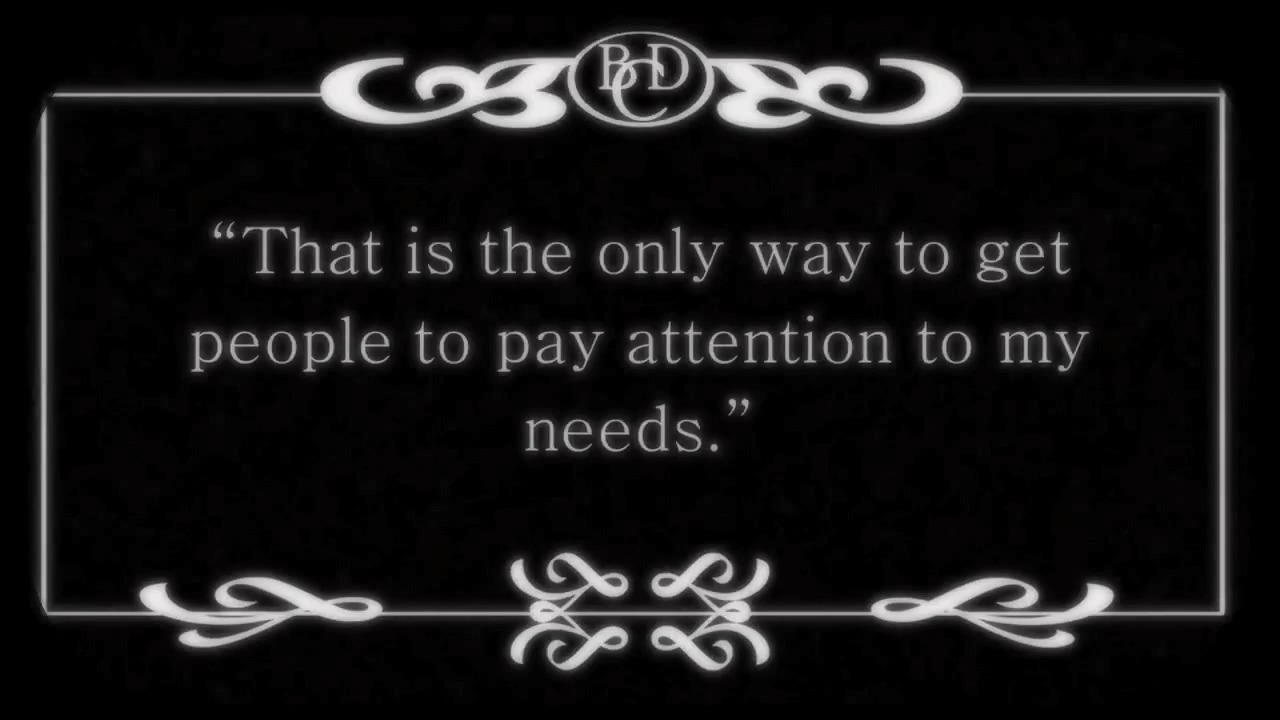 BCD
“That is the only way to get
people to pay attention to my
needs.”